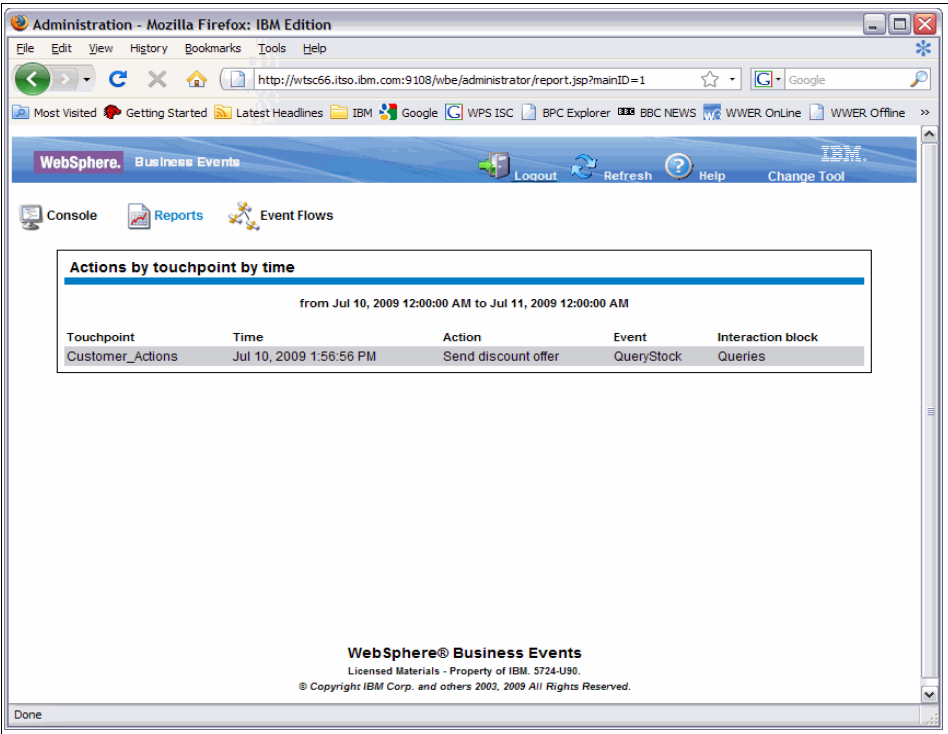 Administration - Mozilla Firefox: IBM Edition
File Edit View History Bookmarks Tools Help
http://wtsc66.itso.ibm.com:9108/wbe/administrator/report.jsp?mainID=1 G Google
Most Visited Getting Started Latest Headlines IBM Google G WPS ISC BPC Explorer BBC NEWS WWER OnLine WWER Offline »
WebSphere. Business Events Logout Refresh Help IBM. Change Tool
Console Reports Event Flows
Actions by touchpoint by time
from Jul 10, 2009 12:00:00 AM to Jul 11, 2009 12:00:00 AM
Touchpoint Time Action Event Interaction block
Customer_Actions Jul 10, 2009 1:56:56 PM Send discount offer QueryStock Queries
WebSphere® Business Events
Licensed Materials - Property of IBM. 5724-U90.
© Copyright IBM Corp. and others 2003, 2009 All Rights Reserved.
Done